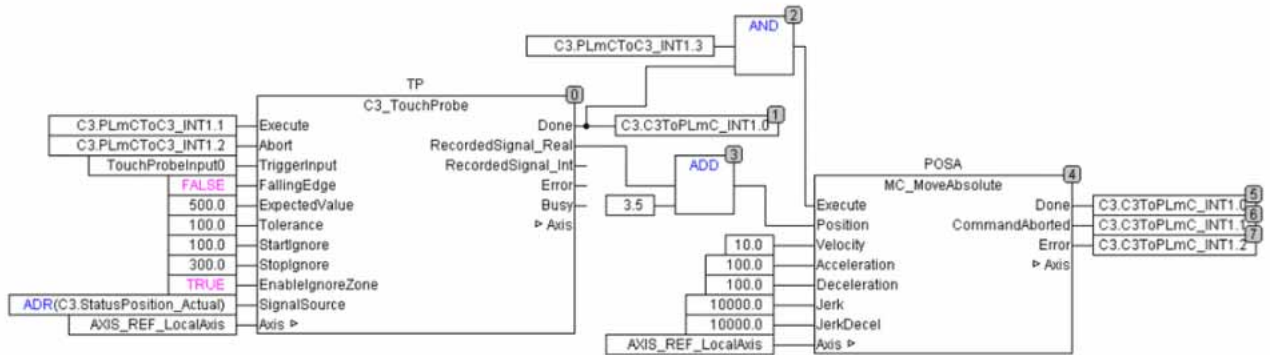 AND 2
C3.PLmCToC3_INT1.3
TP
C3_TouchProbe 0
C3.PLmCToC3_INT1.1 Execute Done C3.C3ToPLmC_INT1.0 1
C3.PLmCToC3_INT1.2 Abort RecordedSignal_Real
TouchProbeInput0 TriggerInput RecordedSignal_Int ADD 3
FALSE FallingEdge Error
500.0 ExpectedValue Busy 3.5
100.0 Tolerance Axis
100.0 StartIgnore
300.0 StopIgnore
TRUE EnableIgnoreZone
ADR(C3.StatusPosition_Actual) SignalSource
AXIS_REF_LocalAxis Axis
POSA
MC_MoveAbsolute 4
Execute Done C3.C3ToPLmC_INT1.0 5
Position CommandAborted C3.C3ToPLmC_INT1.1 6
10.0 Velocity Error C3.C3ToPLmC_INT1.2 7
100.0 Acceleration Axis
100.0 Deceleration
10000.0 Jerk
10000.0 JerkDecel
AXIS_REF_LocalAxis Axis